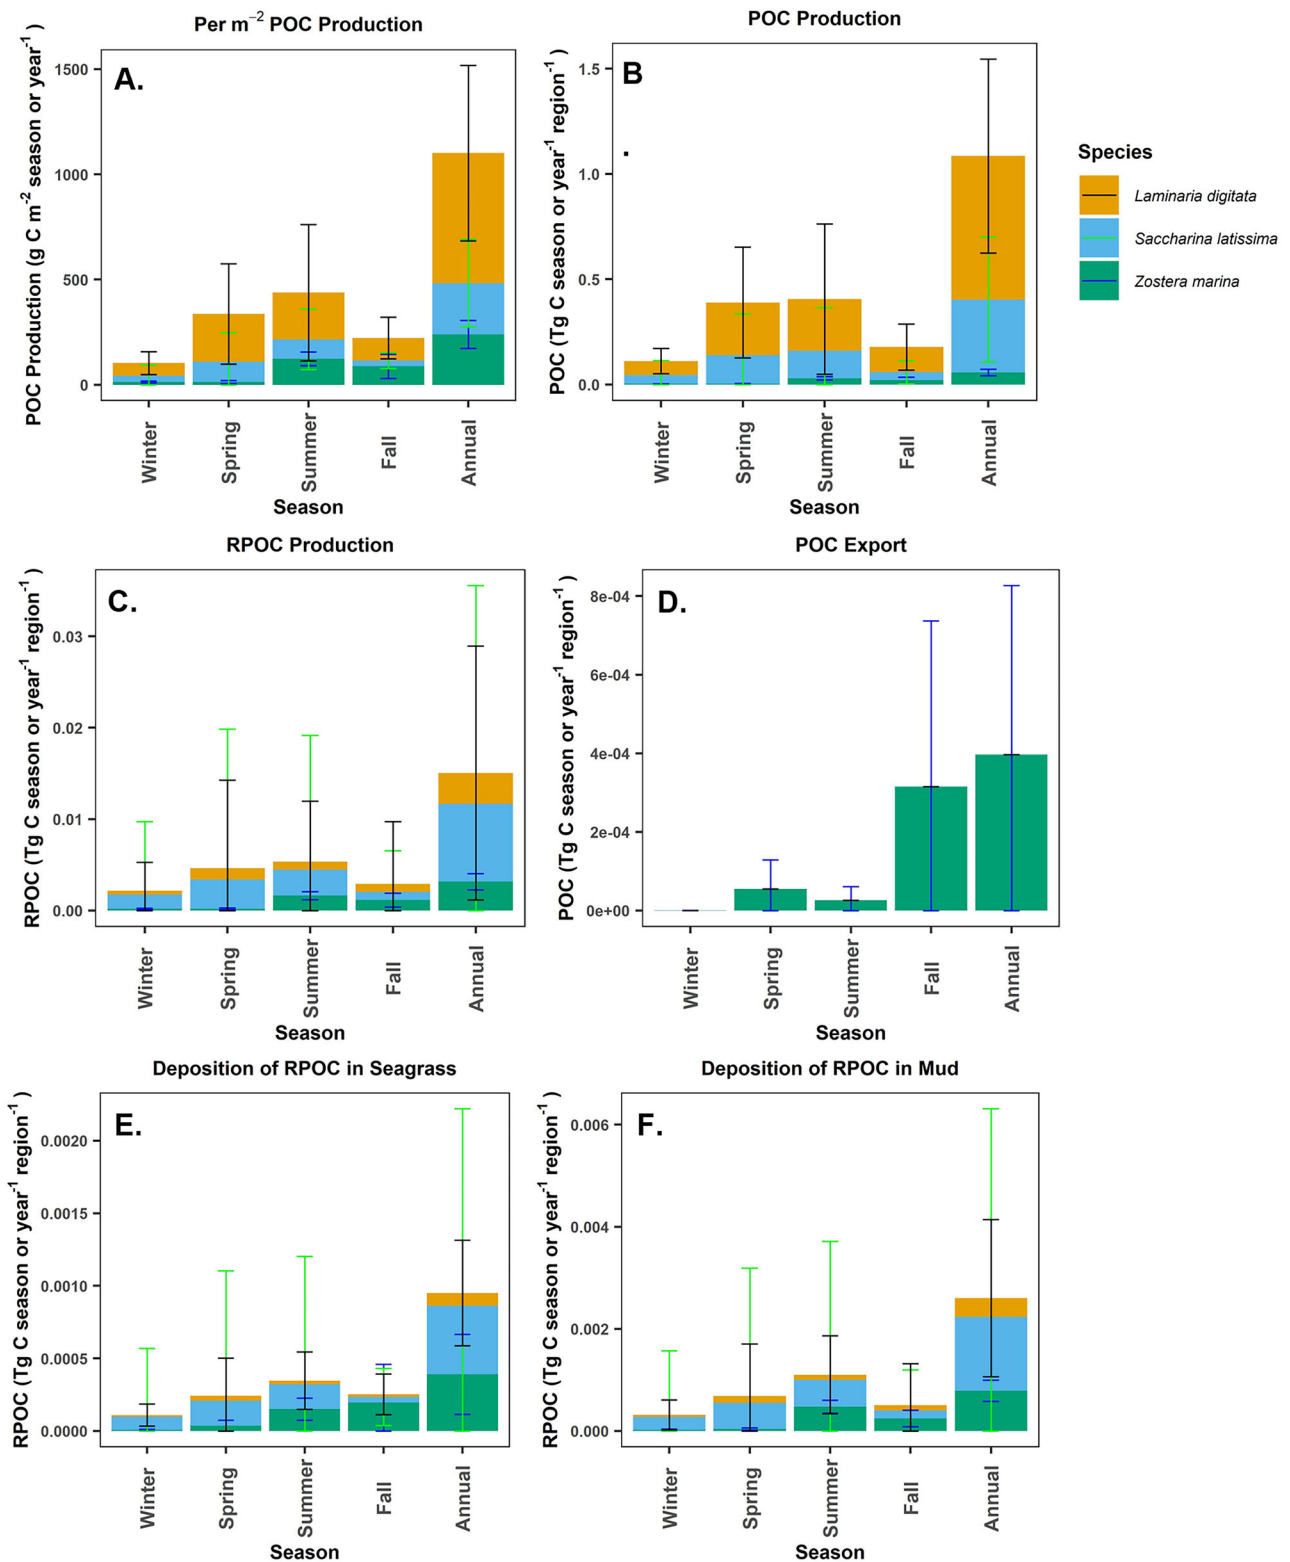 Per m⁻² POC Production
A.
POC Production (g C m⁻² season or year⁻¹)
1500
1000
500
0
Winter
Spring
Summer
Fall
Annual
Season
POC Production
B
.
POC (Tg C season or year⁻¹ region⁻¹)
1.5
1.0
0.5
0.0
Winter
Spring
Summer
Fall
Annual
Season
Species
Laminaria digitata
Saccharina latissima
Zostera marina
RPOC Production
C.
RPOC (Tg C season or year⁻¹ region⁻¹)
0.03
0.02
0.01
0.00
Winter
Spring
Summer
Fall
Annual
Season
POC Export
D.
POC (Tg C season or year⁻¹ region⁻¹)
8e-04
6e-04
4e-04
2e-04
0e+00
Winter
Spring
Summer
Fall
Annual
Season
Deposition of RPOC in Seagrass
E.
RPOC (Tg C season or year⁻¹ region⁻¹)
0.0020
0.0015
0.0010
0.0005
0.0000
Winter
Spring
Summer
Fall
Annual
Season
Deposition of RPOC in Mud
F.
RPOC (Tg C season or year⁻¹ region⁻¹)
0.006
0.004
0.002
0.000
Winter
Spring
Summer
Fall
Annual
Season